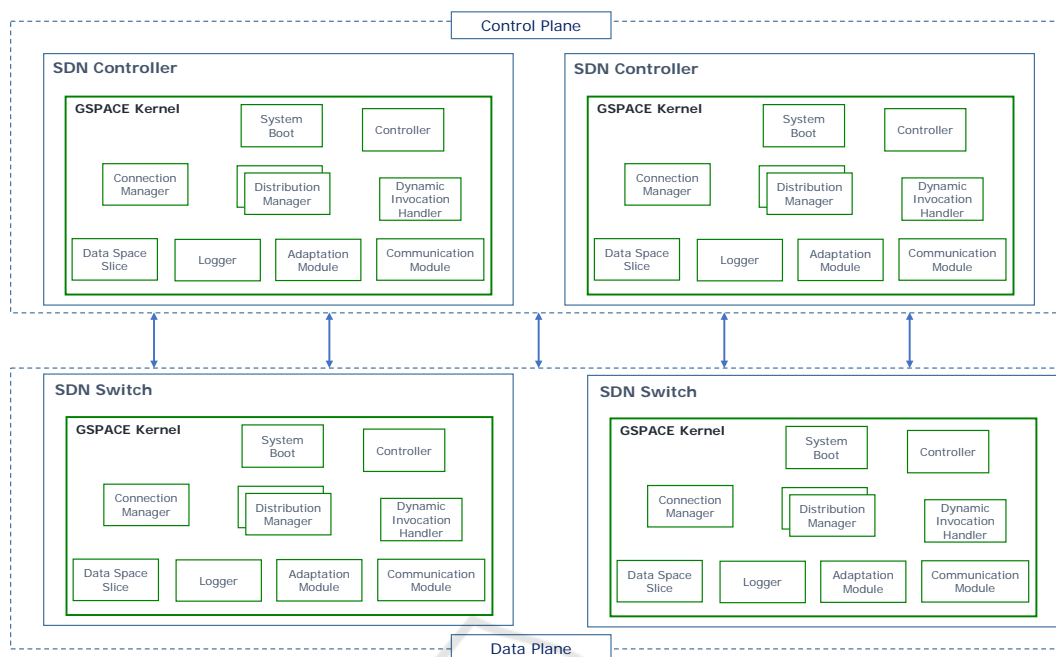 Control Plane
SDN Controller
GSPACE Kernel
System
Boot
Controller
Connection
Manager
Distribution
Manager
Dynamic
Invocation
Handler
Data Space
Slice
Logger
Adaptation
Module
Communication
Module
SDN Controller
GSPACE Kernel
System
Boot
Controller
Connection
Manager
Distribution
Manager
Dynamic
Invocation
Handler
Data Space
Slice
Logger
Adaptation
Module
Communication
Module
SDN Switch
GSPACE Kernel
System
Boot
Controller
Connection
Manager
Distribution
Manager
Dynamic
Invocation
Handler
Data Space
Slice
Logger
Adaptation
Module
Communication
Module
SDN Switch
GSPACE Kernel
System
Boot
Controller
Connection
Manager
Distribution
Manager
Dynamic
Invocation
Handler
Data Space
Slice
Logger
Adaptation
Module
Communication
Module
Data Plane